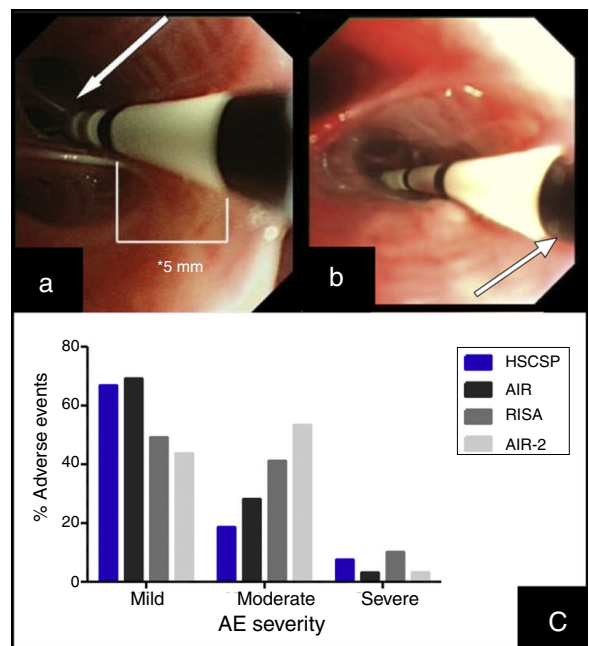 *5 mm
a
b
80
60
40
20
0
% Adverse events
Mild
Moderate
Severe
AE severity
HSCSP
AIR
RISA
AIR-2
C